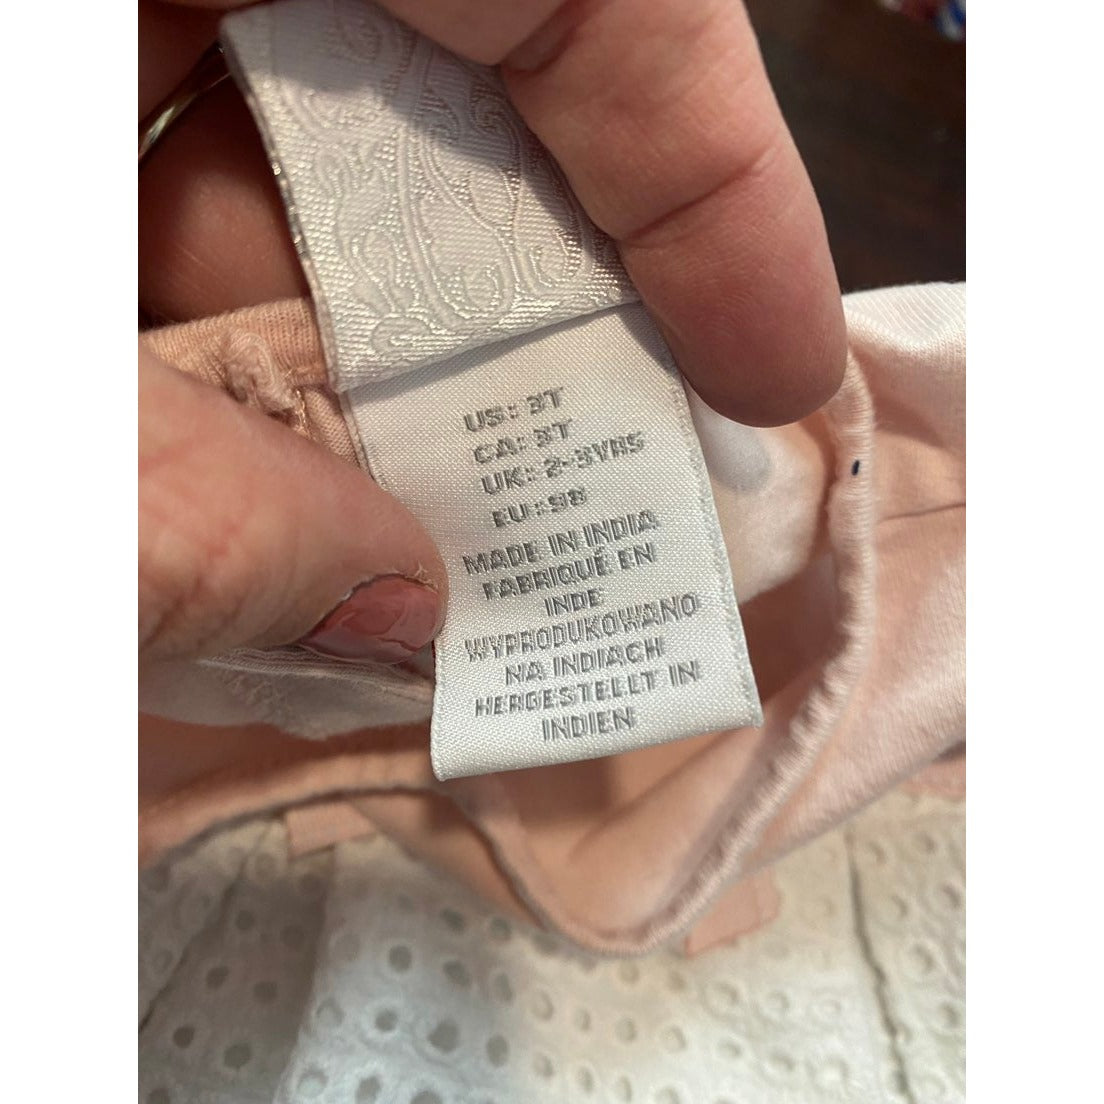 US: 3T
CA: 3T
UK: 2-3YRS
EU: 98
MADE IN INDIA
FABRIQUÉ EN
INDE
WYPRODUKOWANO
NA INDIACH
HERGESTELLT IN
INDIEN